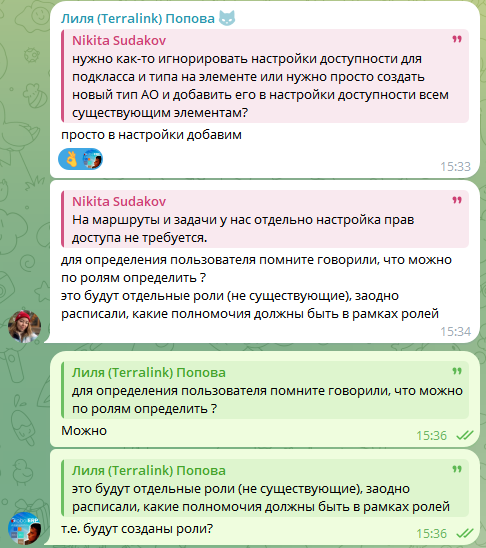 Лиля (Terralink) Попова
Nikita Sudakov
нужно как-то игнорировать настройки доступности для
подкласса и типа на элементе или нужно просто создать
новый тип АО и добавить его в настройки доступности всем
существующим элементам?
просто в настройки добавим
15:33
Nikita Sudakov
На маршруты и задачи у нас отдельно настройка прав
доступа не требуется.
для определения пользователя помните говорили, что можно
по ролям определить ?
это будут отдельные роли (не существующие), заодно
расписали, какие полномочия должны быть в рамках ролей
15:34
Лиля (Terralink) Попова
для определения пользователя помните говорили, что можно
по ролям определить ?
Можно
15:36
Лиля (Terralink) Попова
это будут отдельные роли (не существующие), заодно
расписали, какие полномочия должны быть в рамках ролей
т.е. будут созданы роли?
15:36